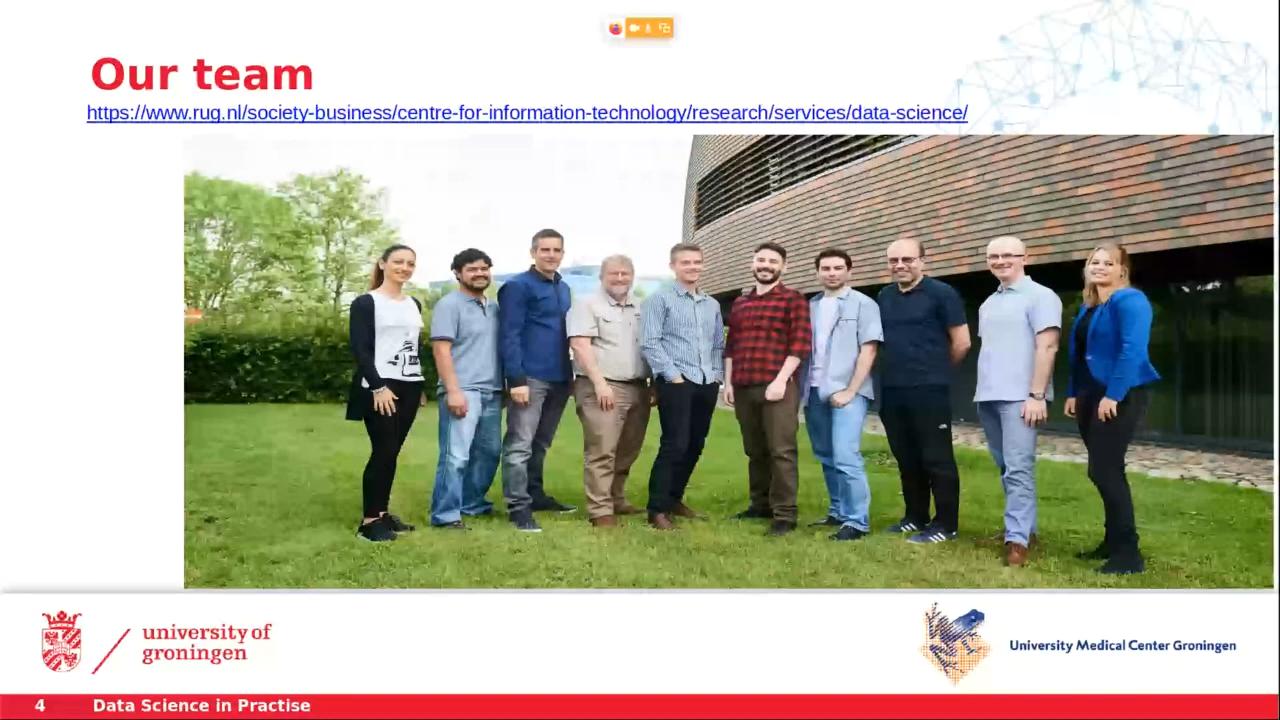 Our team
https://www.rug.nl/society-business/centre-for-information-technology/research/services/data-science/
university of
groningen
University Medical Center Groningen
4 Data Science in Practise